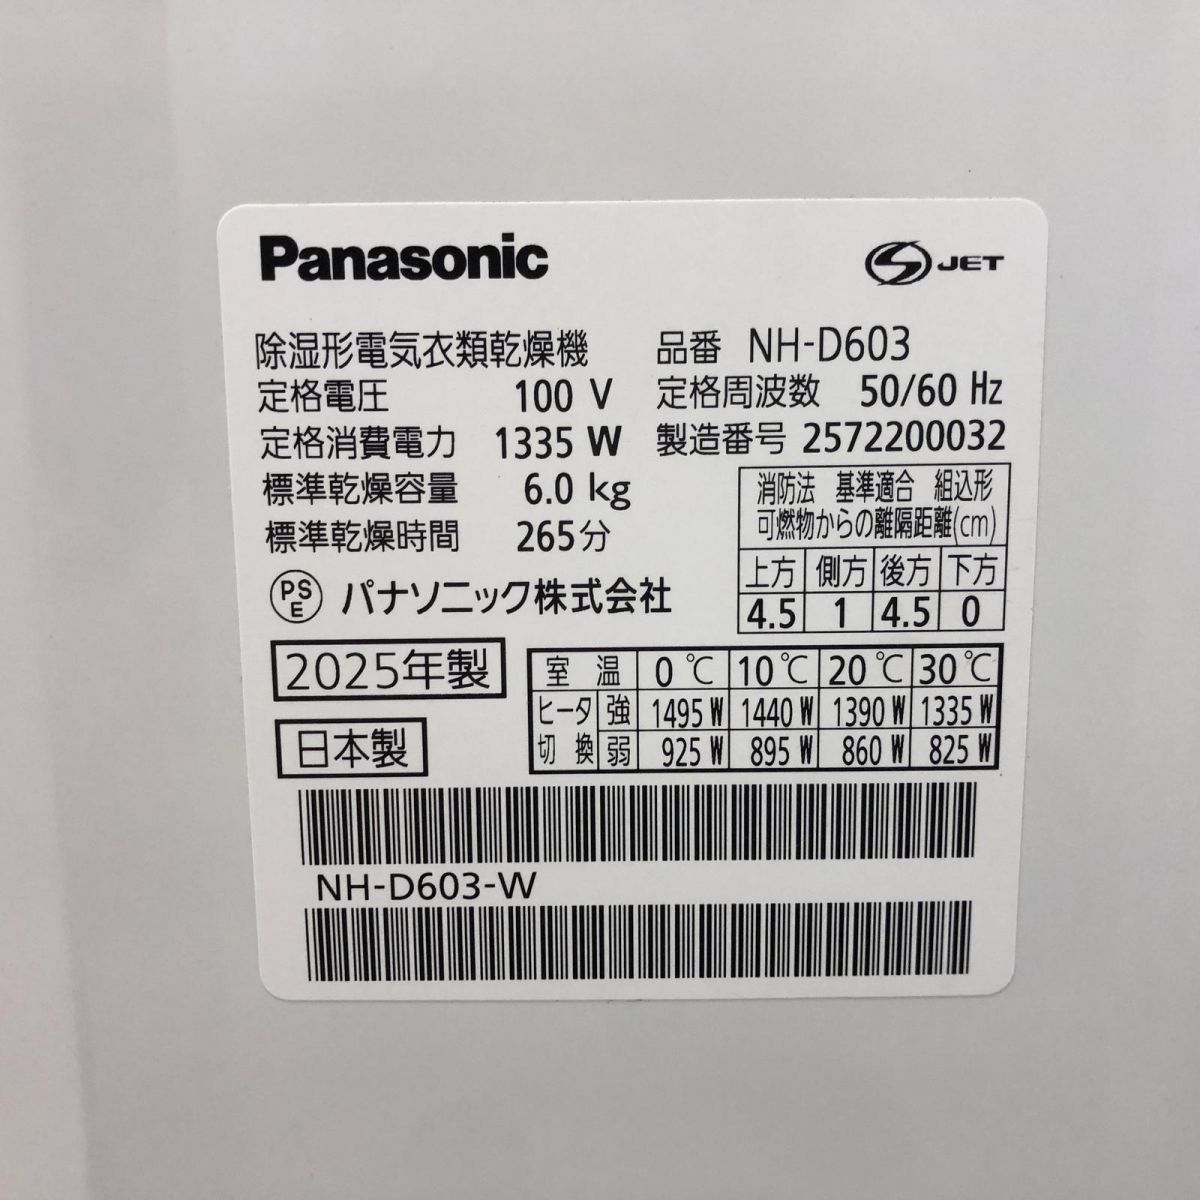 Panasonic JET
除湿形電気衣類乾燥機 品番 NH-D603
定格電圧 100 V 定格周波数 50/60 Hz
定格消費電力 1335 W 製造番号 2572200032
標準乾燥容量 6.0 kg
標準乾燥時間 265分
消防法 基準適合 組込形
可燃物からの離隔距離(cm)
上方 側方 後方 下方
4.5 1 4.5 0
PS E パナソニック株式会社
2025年製
日本製
室温 0℃ 10℃ 20℃ 30℃
ヒータ 強 1495 W 1440 W 1390 W 1335 W
切換 弱 925 W 895 W 860 W 825 W
NH-D603-W